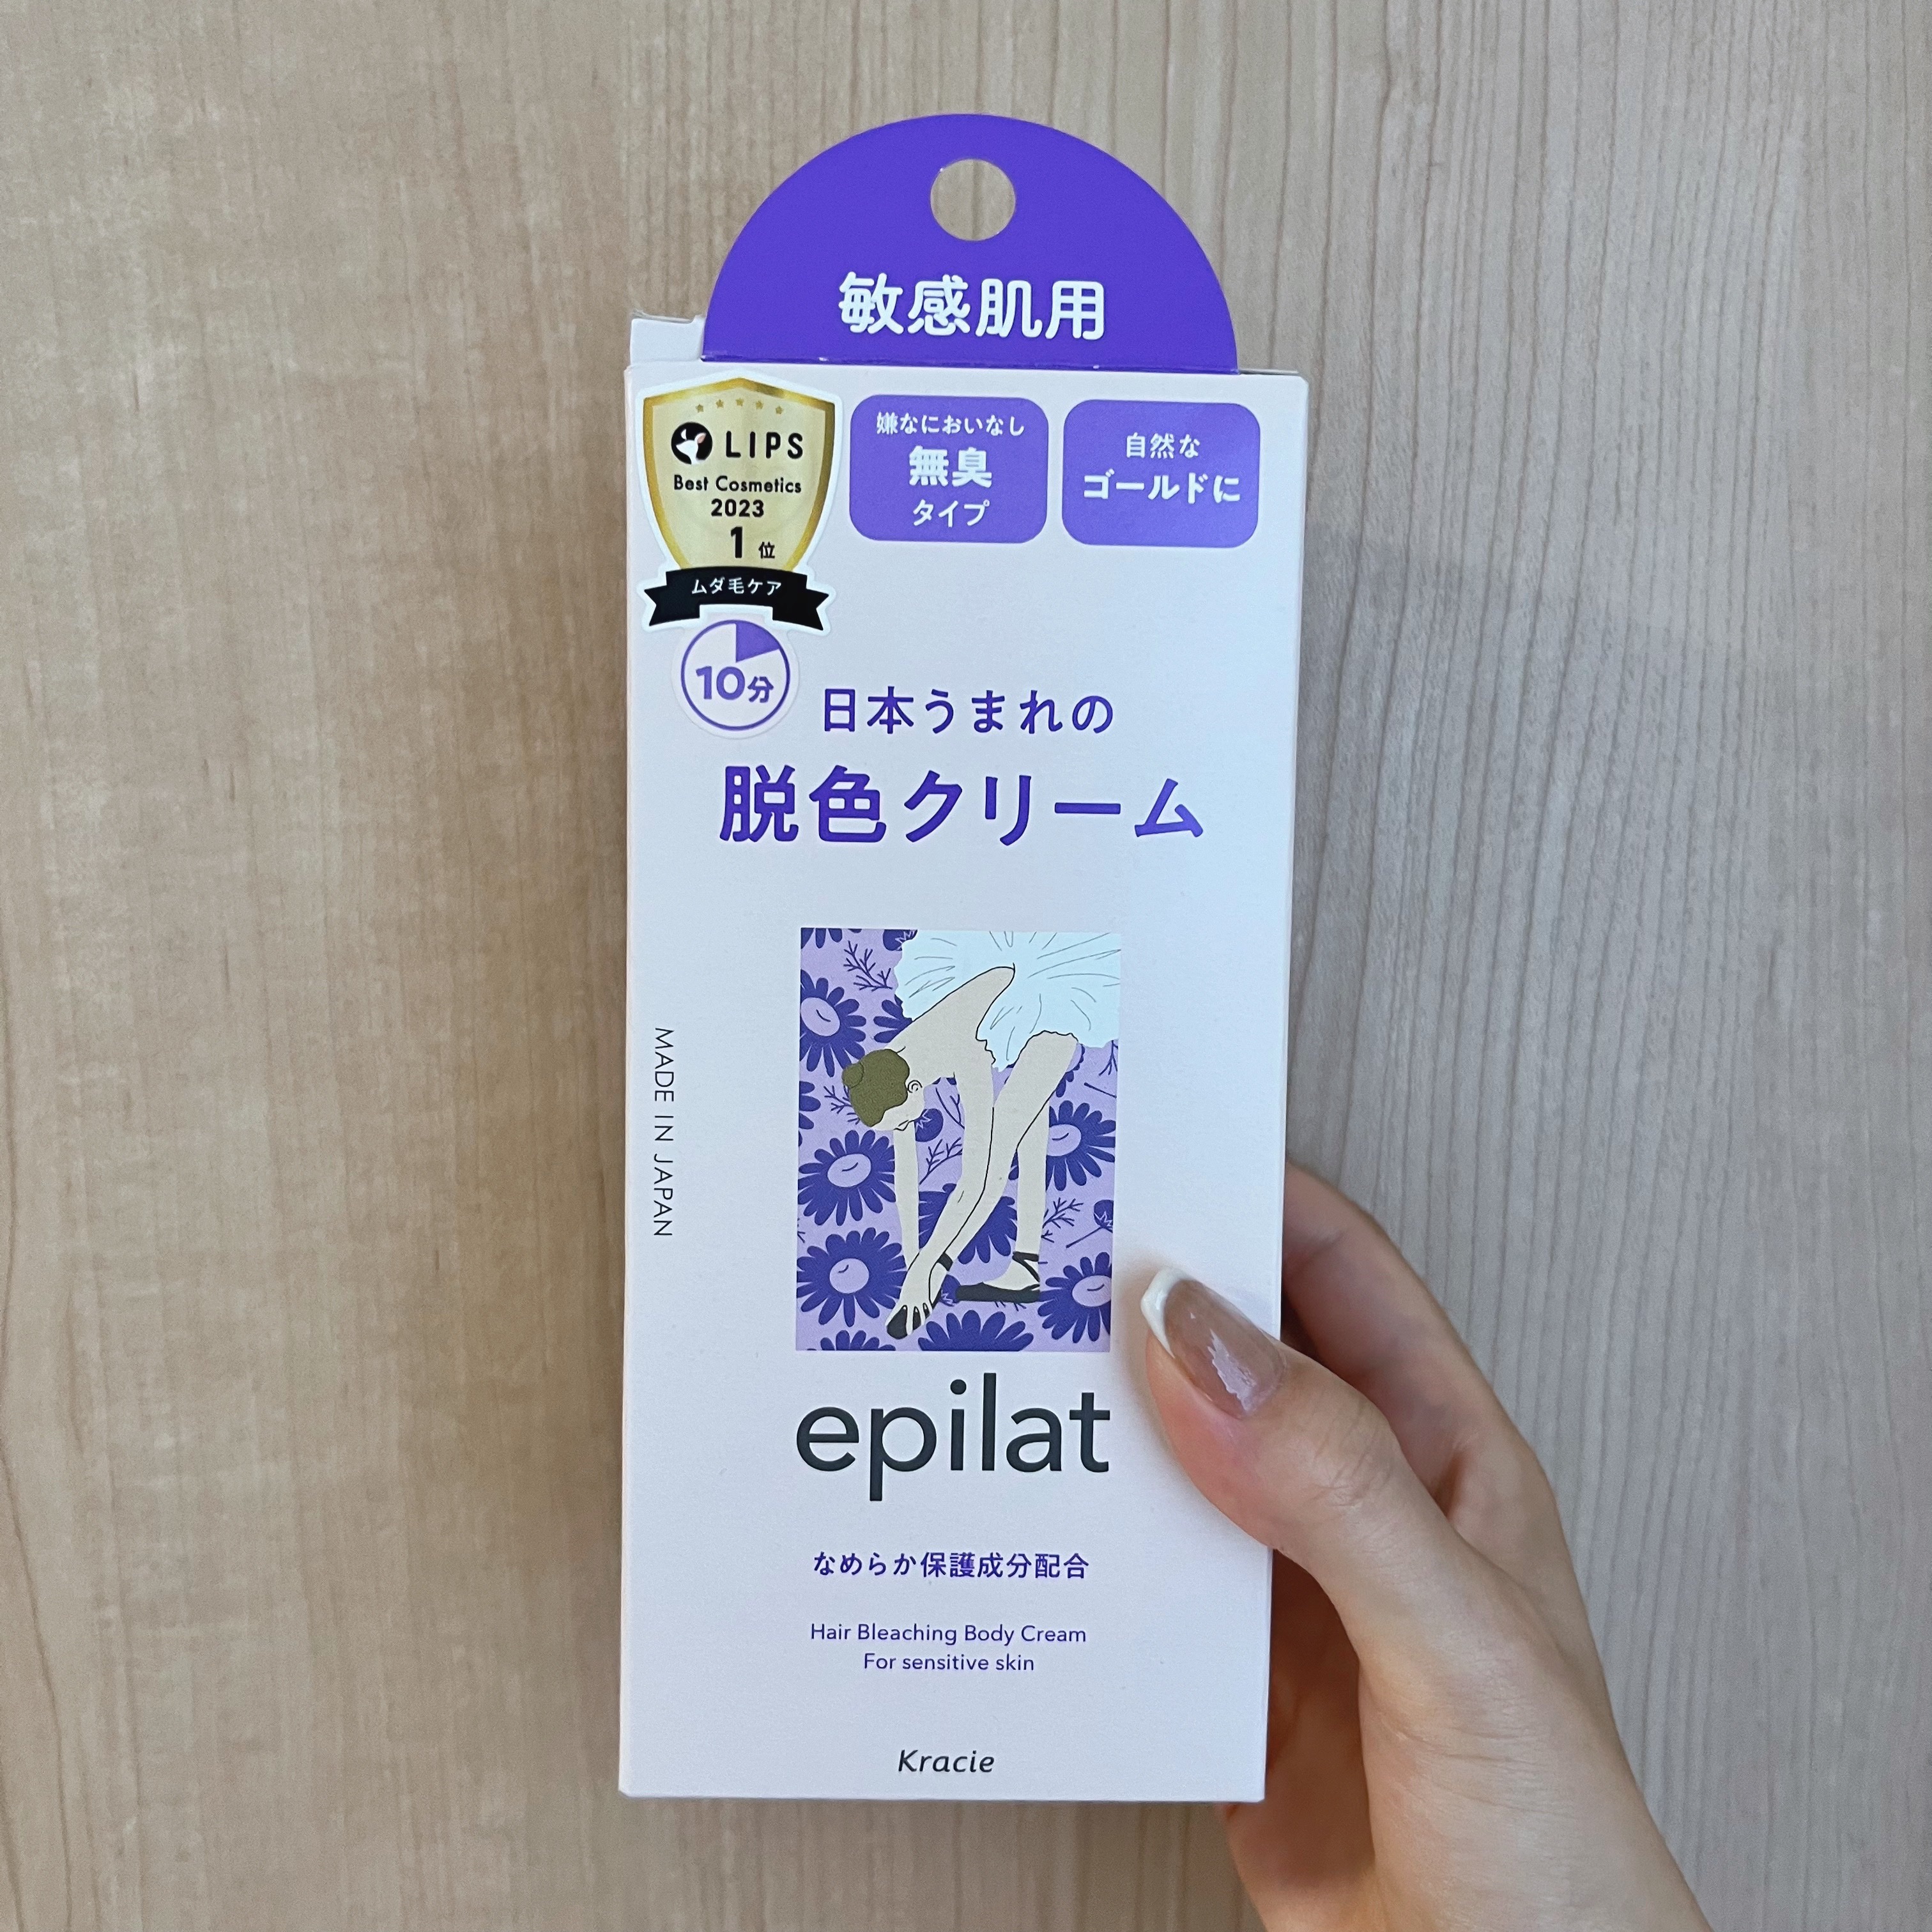 敏感肌用
LIPS
Best Cosmetics
2023
1位
ムダ毛ケア
嫌なにおいなし
無臭
タイプ
自然な
ゴールドに
10分
日本うまれの
脱色クリーム
MADE IN JAPAN
epilat
なめらか保護成分配合
Hair Bleaching Body Cream
For sensitive skin
Kracie